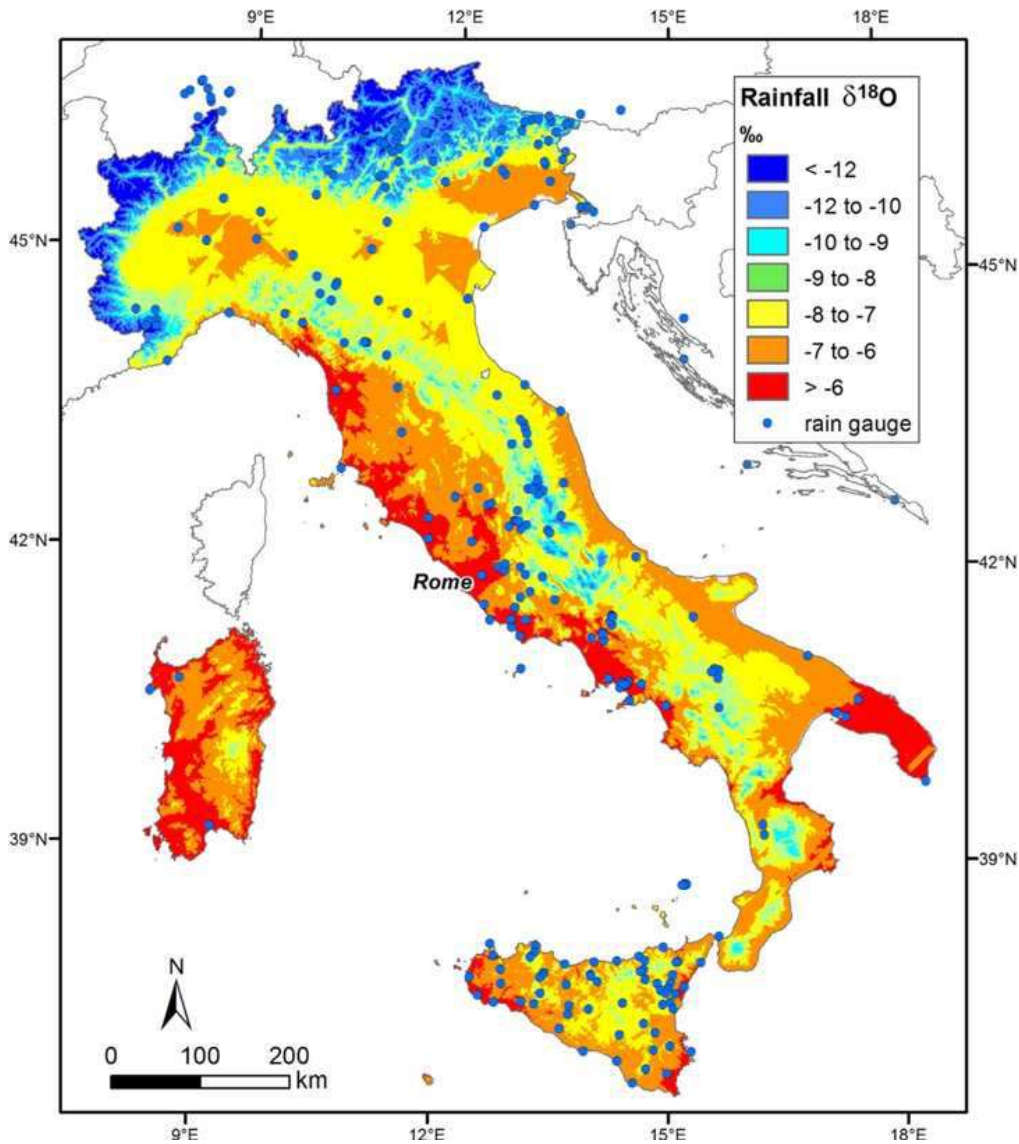 9°E 12°E 15°E 18°E
Rainfall δ¹⁸O
‰
< -12
-12 to -10
-10 to -9
-9 to -8
-8 to -7
-7 to -6
> -6
rain gauge
45°N 45°N
42°N 42°N
Rome
39°N 39°N
N
0 100 200
km
9°E 12°E 15°E 18°E